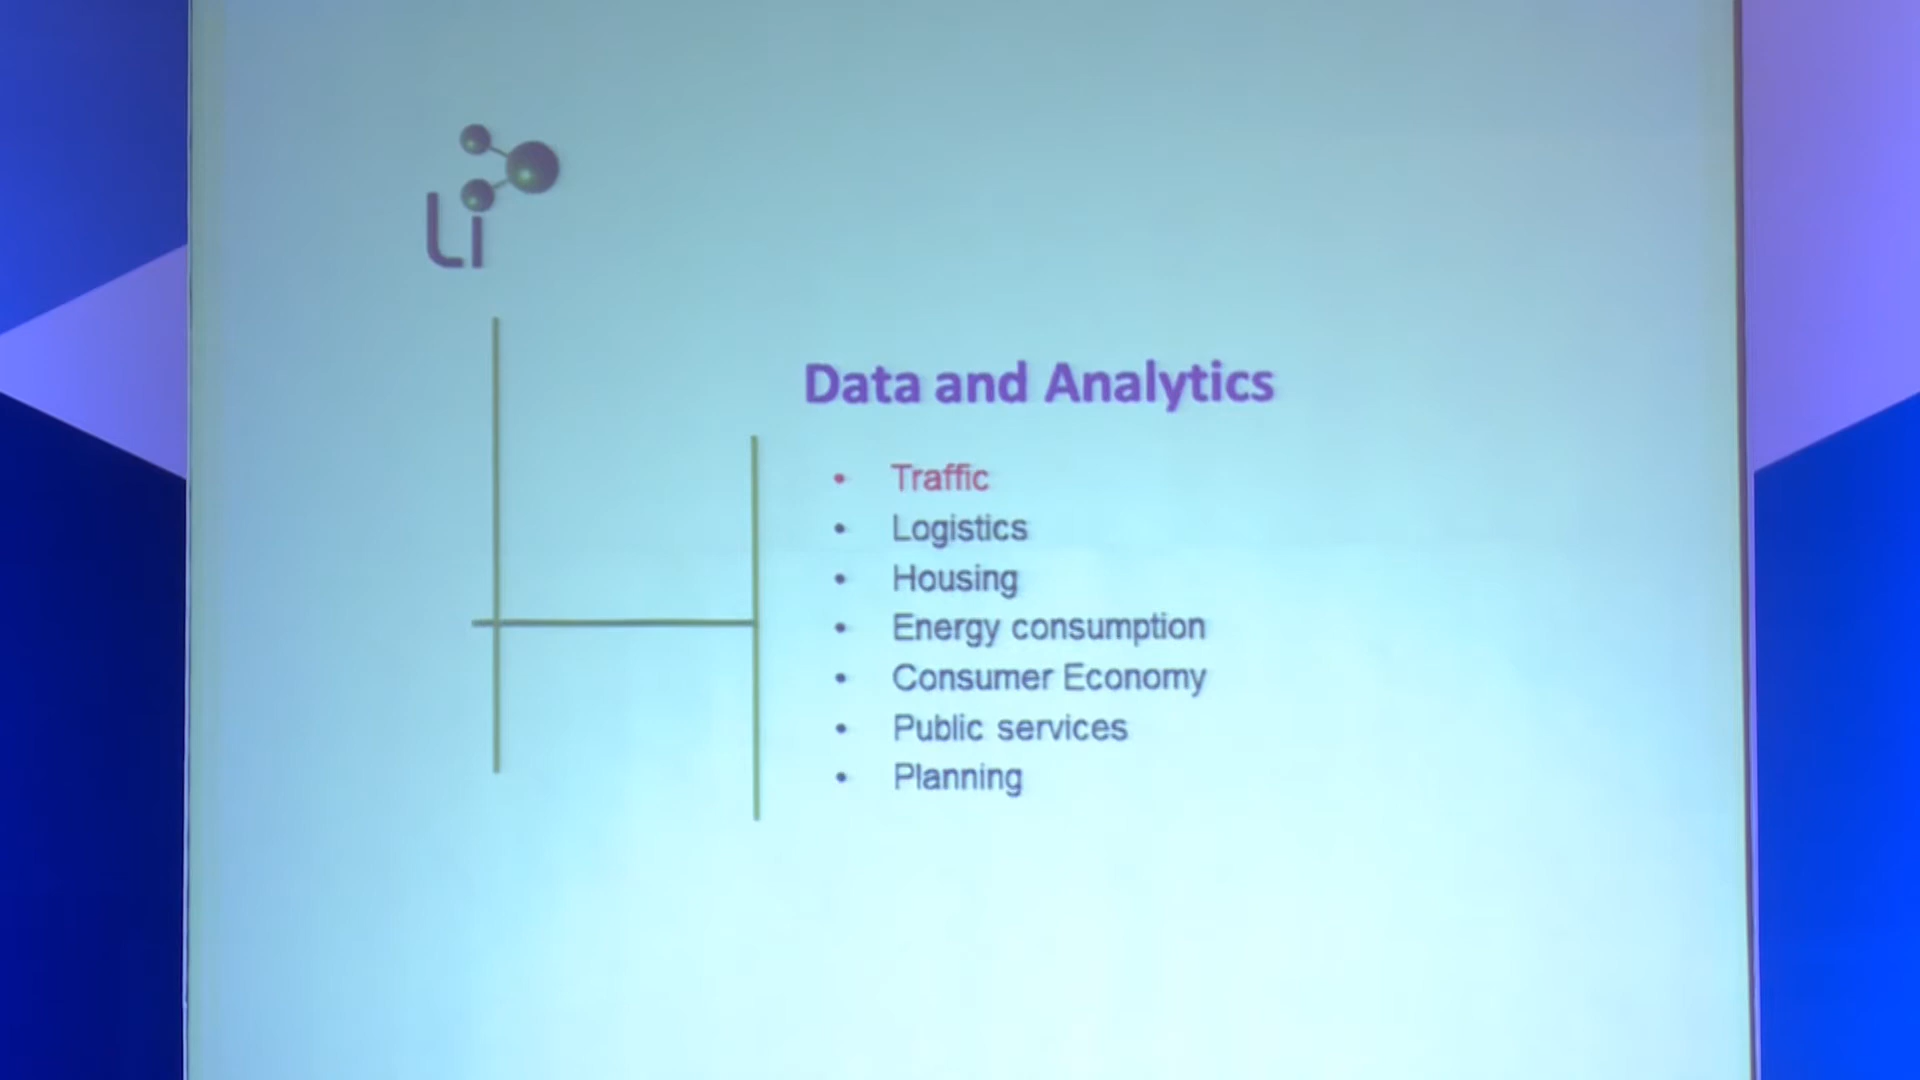 Li
Data and Analytics
• Traffic
• Logistics
• Housing
• Energy consumption
• Consumer Economy
• Public services
• Planning